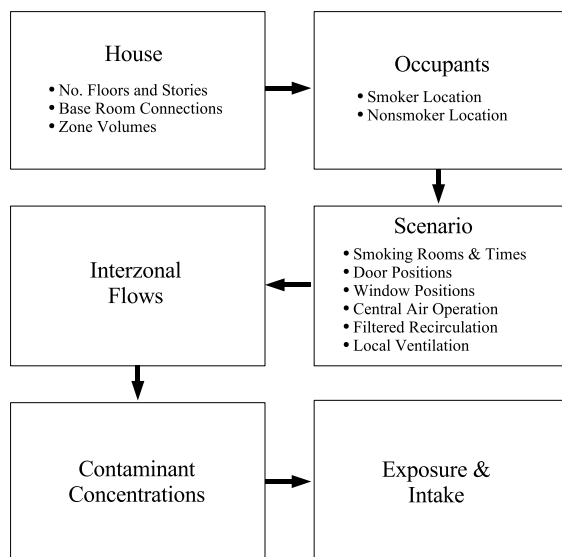 House
• No. Floors and Stories
• Base Room Connections
• Zone Volumes
Occupants
• Smoker Location
• Nonsmoker Location
Scenario
• Smoking Rooms & Times
• Door Positions
• Window Positions
• Central Air Operation
• Filtered Recirculation
• Local Ventilation
Interzonal
Flows
Contaminant
Concentrations
Exposure &
Intake